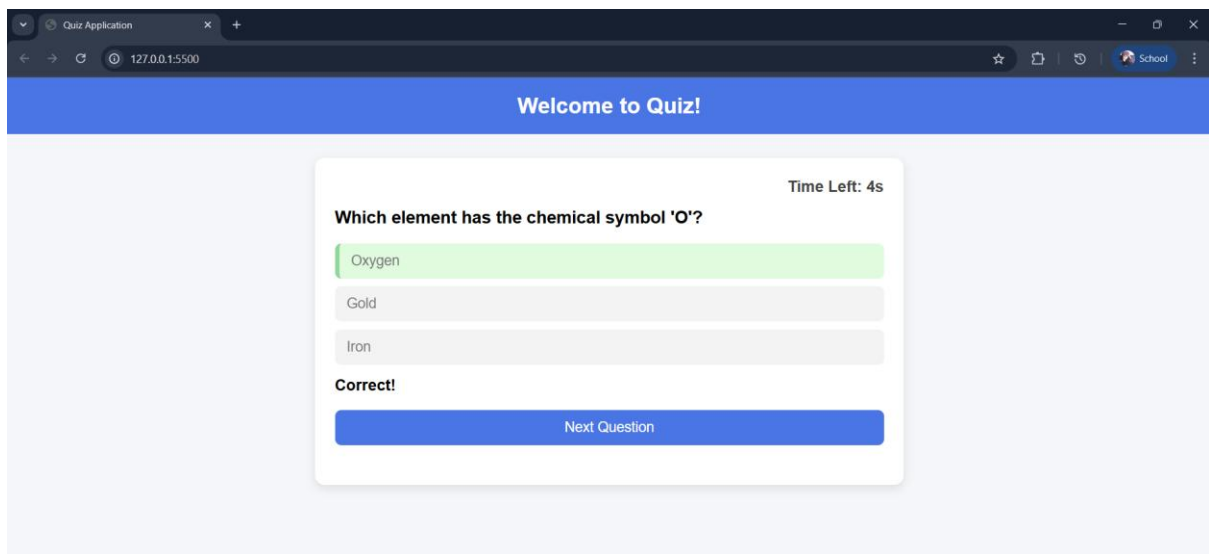 Quiz Application
127.0.0.1:5500
School
Welcome to Quiz!
Time Left: 4s
Which element has the chemical symbol 'O'?
Oxygen
Gold
Iron
Correct!
Next Question